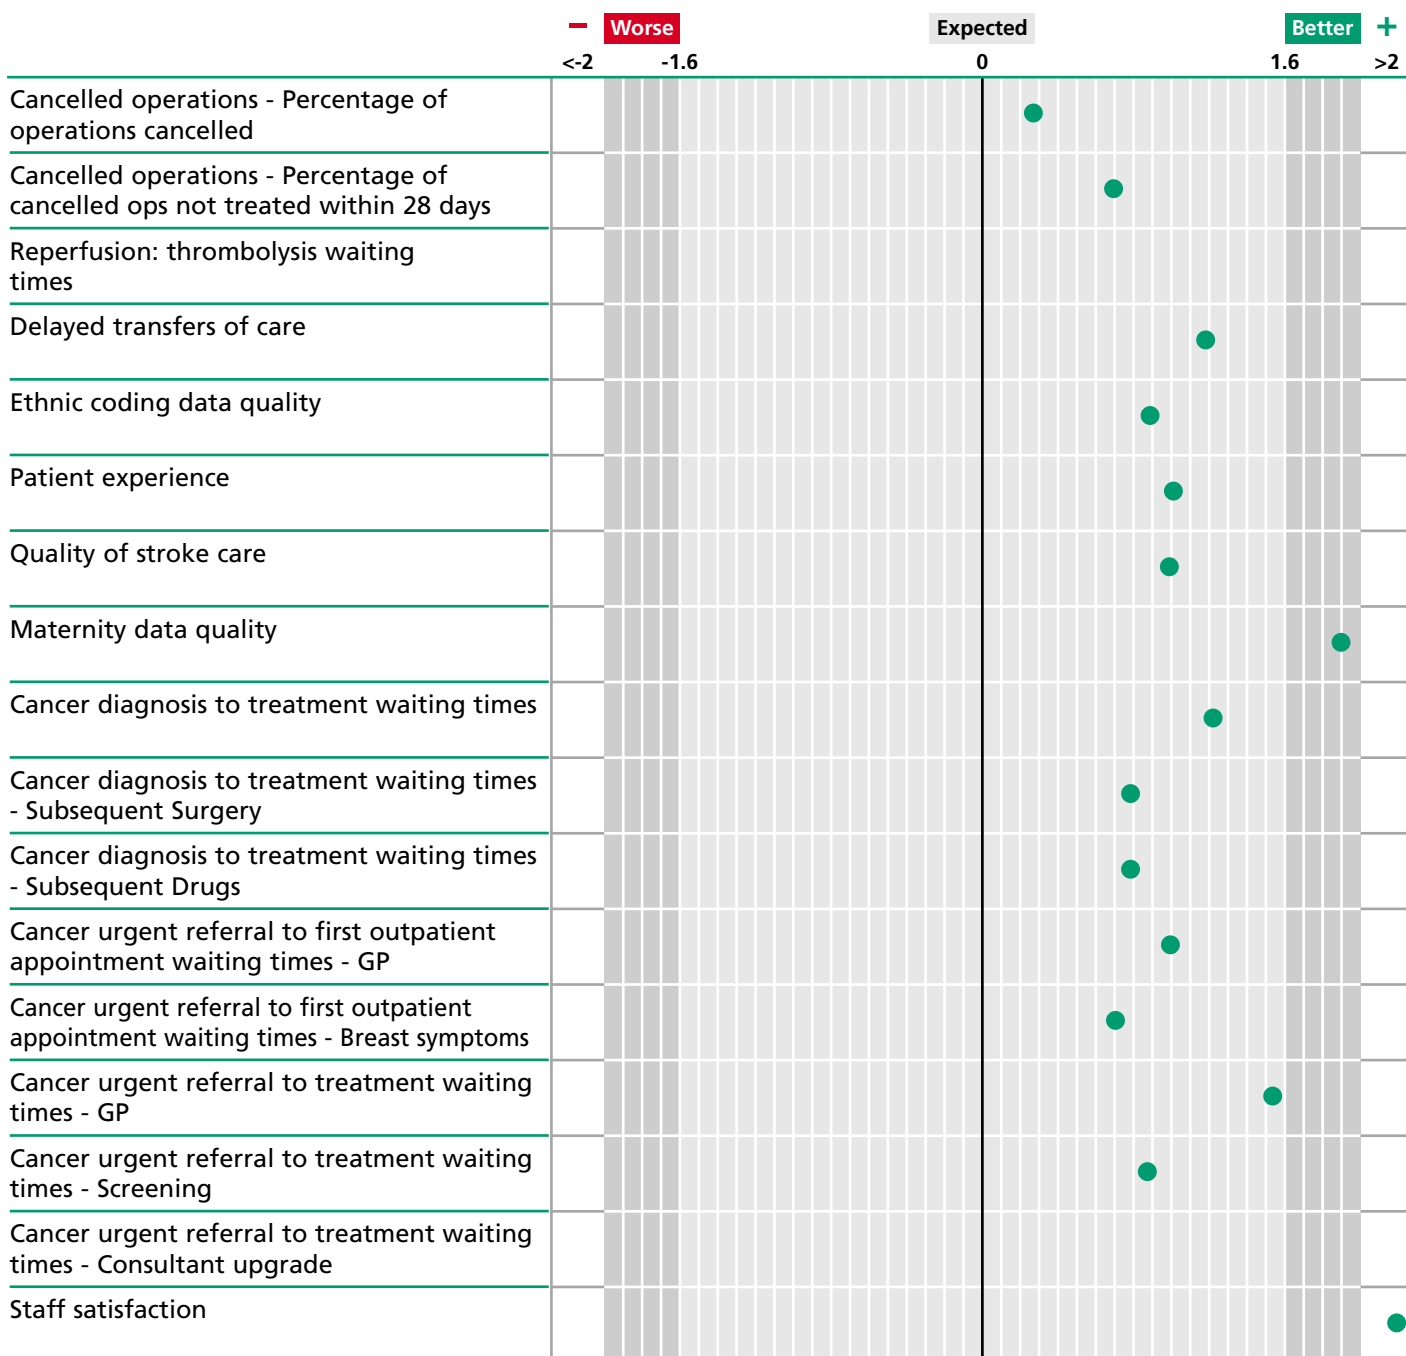 − Worse Expected Better +
<-2 -1.6 0 1.6 >2
Cancelled operations - Percentage of
operations cancelled
Cancelled operations - Percentage of
cancelled ops not treated within 28 days
Reperfusion: thrombolysis waiting
times
Delayed transfers of care
Ethnic coding data quality
Patient experience
Quality of stroke care
Maternity data quality
Cancer diagnosis to treatment waiting times
Cancer diagnosis to treatment waiting times
- Subsequent Surgery
Cancer diagnosis to treatment waiting times
- Subsequent Drugs
Cancer urgent referral to first outpatient
appointment waiting times - GP
Cancer urgent referral to first outpatient
appointment waiting times - Breast symptoms
Cancer urgent referral to treatment waiting
times - GP
Cancer urgent referral to treatment waiting
times - Screening
Cancer urgent referral to treatment waiting
times - Consultant upgrade
Staff satisfaction